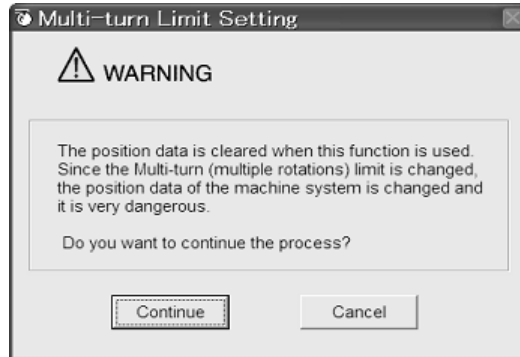 Multi-turn Limit Setting
WARNING
The position data is cleared when this function is used.
Since the Multi-turn (multiple rotations) limit is changed,
the position data of the machine system is changed and
it is very dangerous.
Do you want to continue the process?
Continue
Cancel